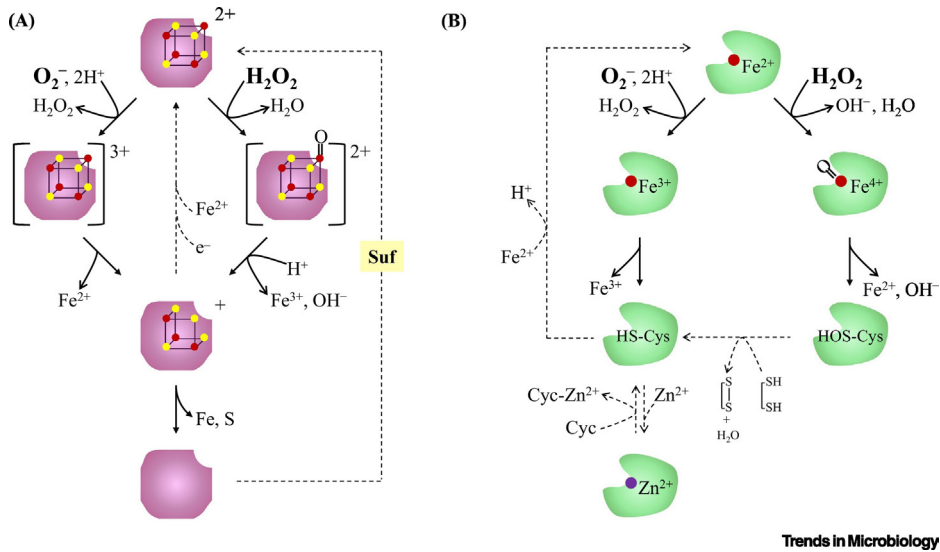 (A)
2+
O₂⁻, 2H⁺
H₂O₂
H₂O₂
H₂O
3+
O
2+
Fe²⁺
e⁻
Suf
Fe²⁺
H⁺
Fe³⁺, OH⁻
+
Fe, S
(B)
Fe²⁺
O₂⁻, 2H⁺
H₂O₂
H₂O₂
OH⁻, H₂O
Fe³⁺
O
Fe⁴⁺
H⁺
Fe²⁺
Fe³⁺
Fe²⁺, OH⁻
HS-Cys
HOS-Cys
Cyc-Zn²⁺
Cyc
Zn²⁺
S
S
+
H₂O
SH
SH
Zn²⁺
Trends in Microbiology